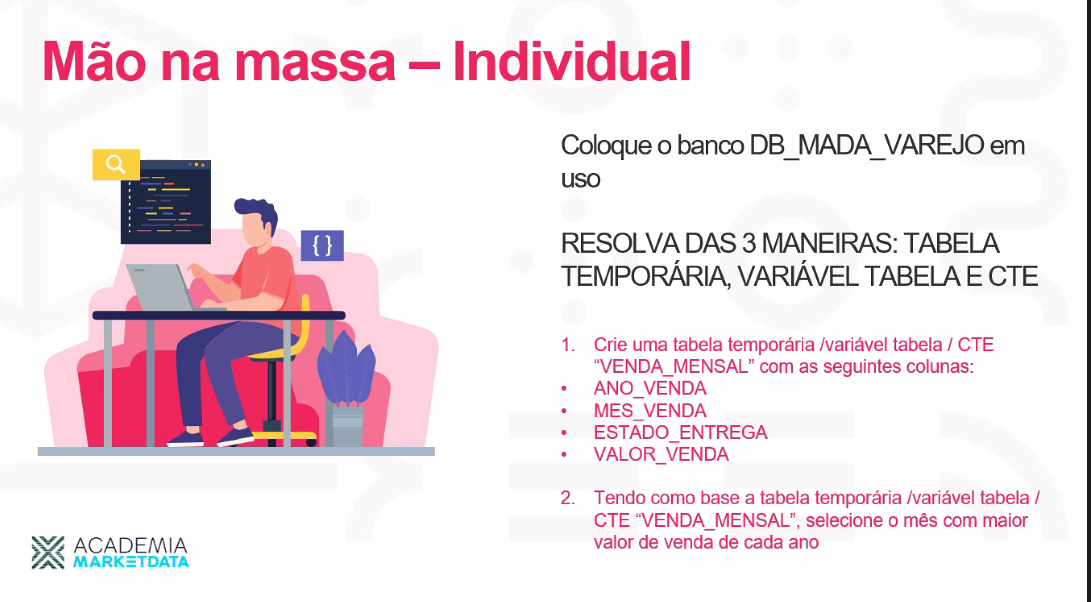 Mão na massa – Individual
Coloque o banco DB_MADA_VAREJO em
uso
RESOLVA DAS 3 MANEIRAS: TABELA
TEMPORÁRIA, VARIÁVEL TABELA E CTE
1. Crie uma tabela temporária /variável tabela / CTE
“VENDA_MENSAL” com as seguintes colunas:
• ANO_VENDA
• MES_VENDA
• ESTADO_ENTREGA
• VALOR_VENDA
2. Tendo como base a tabela temporária /variável tabela /
CTE “VENDA_MENSAL”, selecione o mês com maior
valor de venda de cada ano
{ }
ACADEMIA
MARKETDATA